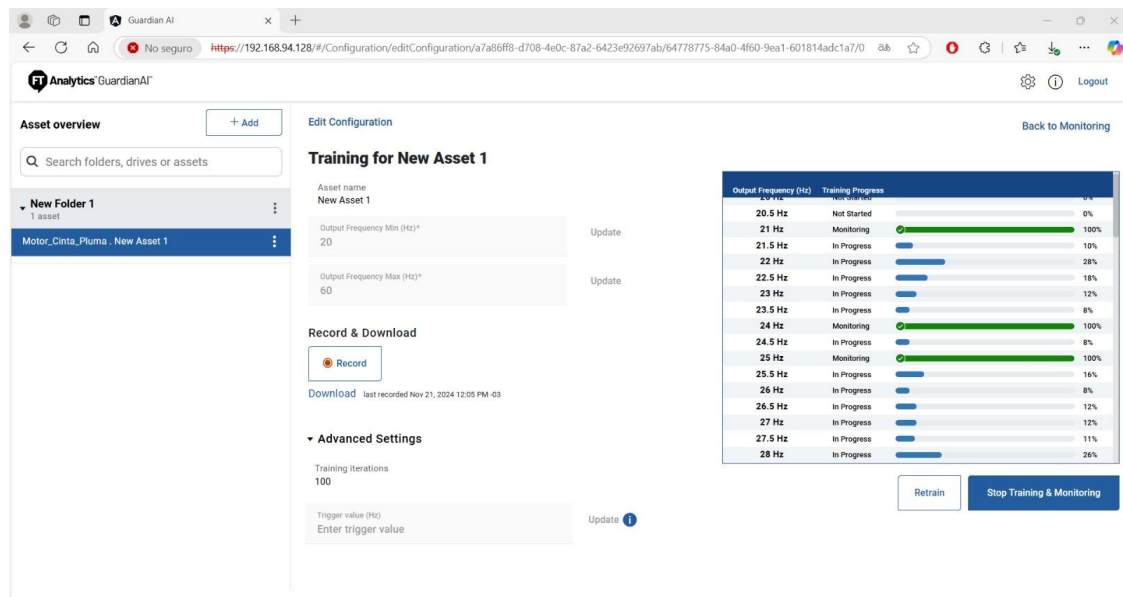 Guardian AI
No seguro https://192.168.94.128/#/Configuration/editConfiguration/a7a86ff8-d708-4e0c-87a2-6423e92697ab/64778775-84a0-4f60-9ea1-601814adc1a7/0
FT Analytics™ GuardianAI™
Logout
Asset overview
+ Add
Search folders, drives or assets
New Folder 1
1 asset
Motor_Cinta_Pluma . New Asset 1
Edit Configuration
Back to Monitoring
Training for New Asset 1
Asset name
New Asset 1
Output Frequency Min (Hz)*
20
Update
Output Frequency Max (Hz)*
60
Update
Record & Download
Record
Download last recorded Nov 21, 2024 12:05 PM -03
Advanced Settings
Training iterations
100
Trigger value (Hz)
Enter trigger value
Update
Output Frequency (Hz) Training Progress
20 Hz Not Started 0%
20.5 Hz Not Started 0%
21 Hz Monitoring 100%
21.5 Hz In Progress 10%
22 Hz In Progress 28%
22.5 Hz In Progress 18%
23 Hz In Progress 12%
23.5 Hz In Progress 8%
24 Hz Monitoring 100%
24.5 Hz In Progress 8%
25 Hz Monitoring 100%
25.5 Hz In Progress 16%
26 Hz In Progress 8%
26.5 Hz In Progress 12%
27 Hz In Progress 12%
27.5 Hz In Progress 11%
28 Hz In Progress 26%
Retrain
Stop Training & Monitoring